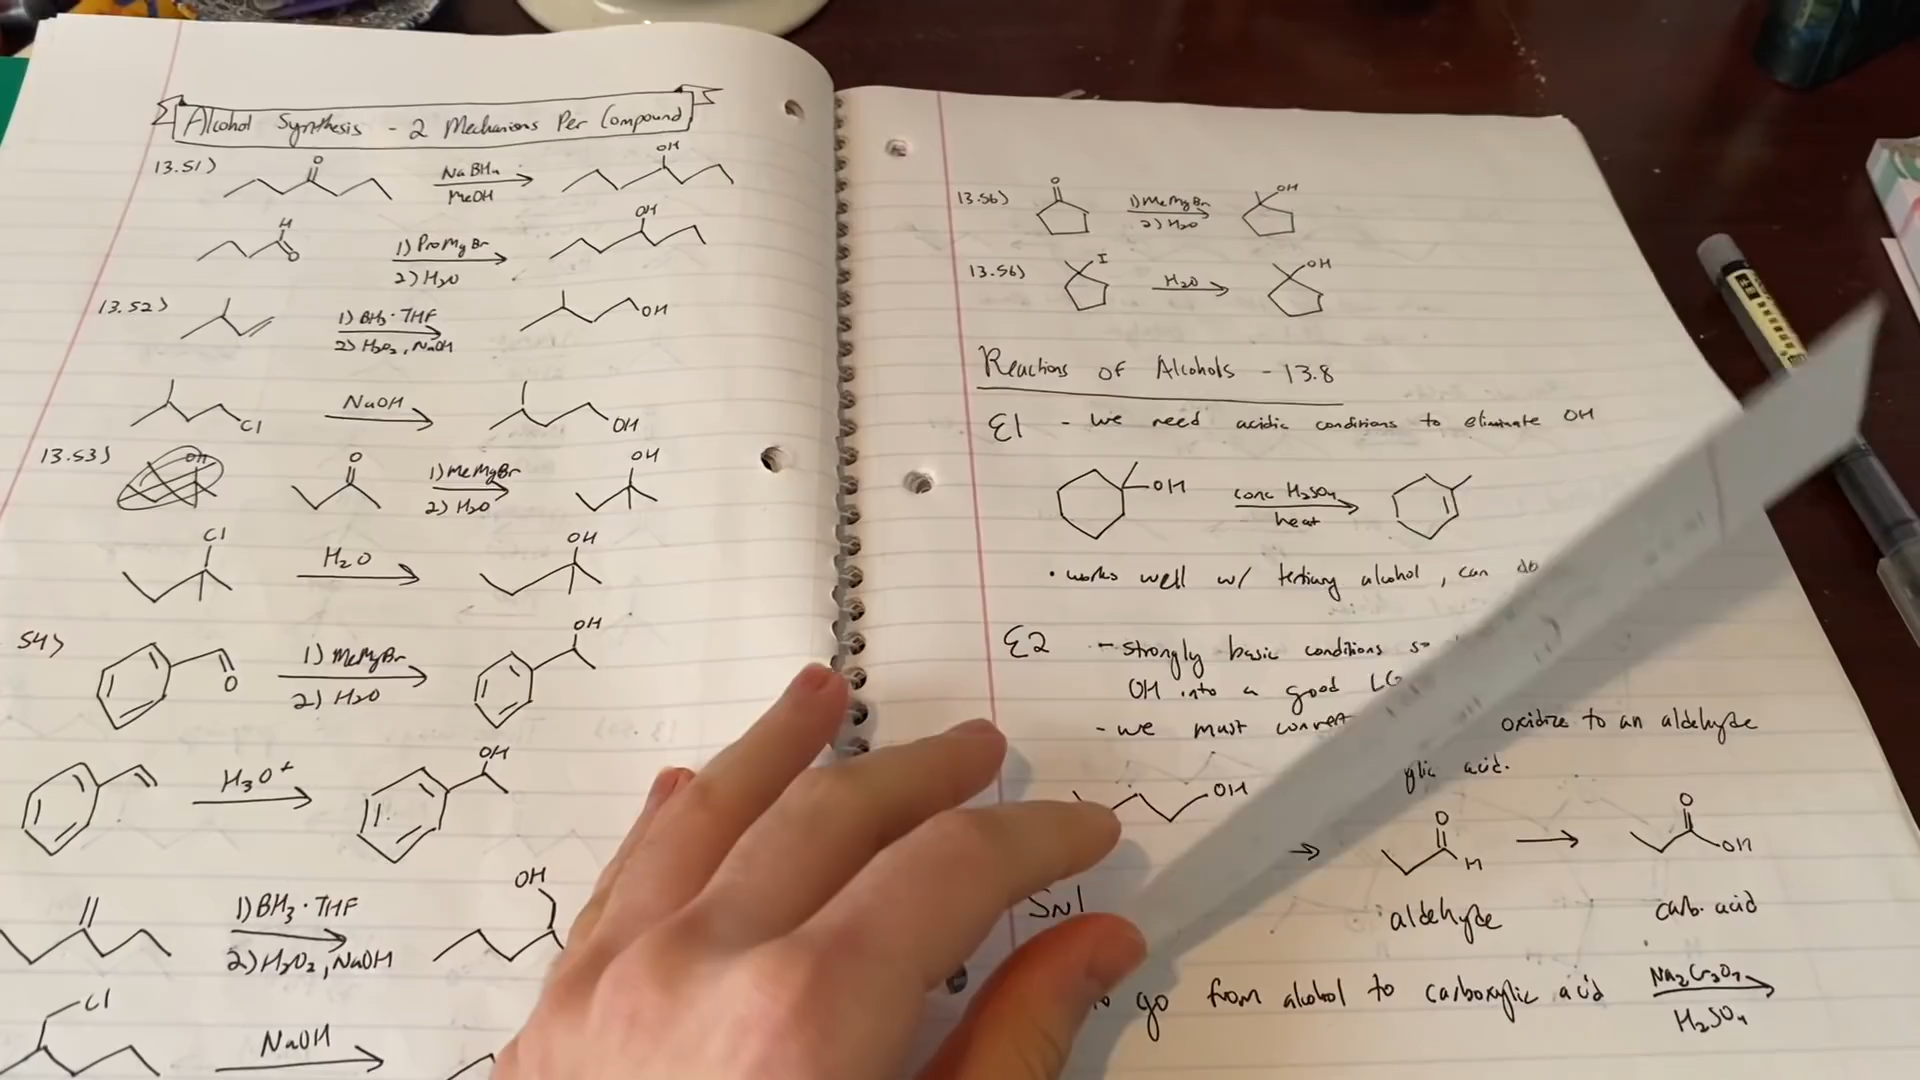 Alcohol Synthesis - 2 Mechanisms Per Compound
13.51)
O
NaBH4
MeOH
OH
H
O
1) ProMgBr
2) H2O
OH
13.52)
1) BH3·THF
2) H2O2, NaOH
OH
Cl
NaOH
OH
13.53)
OH
O
1) MeMgBr
2) H2O
OH
Cl
H2O
OH
54)
O
1) MeMgBr
2) H2O
OH
H3O+
OH
1) BH3·THF
2) H2O2, NaOH
OH
Cl
NaOH
13.56)
O
1) MeMgBr
2) H2O
OH
13.56)
I
H2O
OH
Reactions of Alcohols - 13.8
E1 - we need acidic conditions to eliminate OH
OH
conc H2SO4
heat
OH
• works well w/ tertiary alcohol, can do
E2 - strongly basic conditions
OH into a good LG
- we must convert
oxidize to an aldehyde
ylic acid.
OH
O
H
O
OH
aldehyde
carb. acid
SN1
go from alcohol to carboxylic acid
Na2Cr2O7
H2SO4